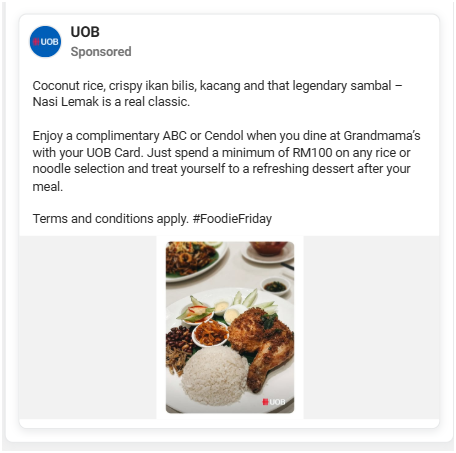 UOB
UOB
Sponsored
Coconut rice, crispy ikan bilis, kacang and that legendary sambal –
Nasi Lemak is a real classic.
Enjoy a complimentary ABC or Cendol when you dine at Grandmama's
with your UOB Card. Just spend a minimum of RM100 on any rice or
noodle selection and treat yourself to a refreshing dessert after your
meal.
Terms and conditions apply. #FoodieFriday
UOB